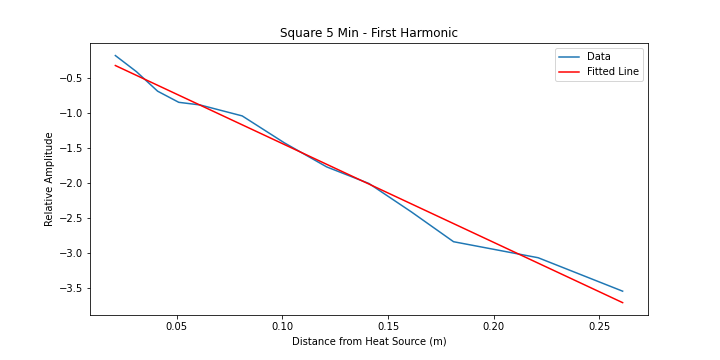 Square 5 Min - First Harmonic
Data
Fitted Line
Relative Amplitude
−0.5
−1.0
−1.5
−2.0
−2.5
−3.0
−3.5
0.05 0.10 0.15 0.20 0.25
Distance from Heat Source (m)